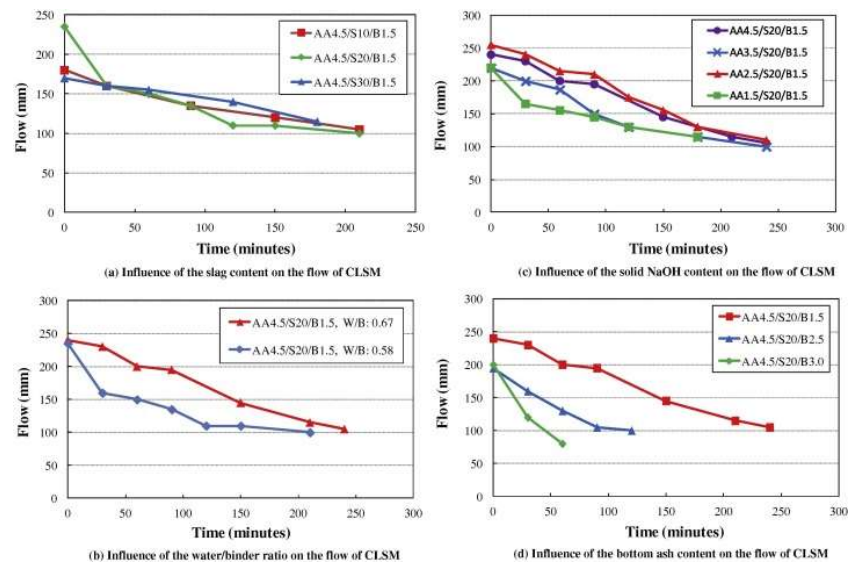 250
200
150
100
50
0
Flow (mm)
0 50 100 150 200 250
Time (minutes)
AA4.5/S10/B1.5
AA4.5/S20/B1.5
AA4.5/S30/B1.5
(a) Influence of the slag content on the flow of CLSM
300
250
200
150
100
50
0
Flow (mm)
0 50 100 150 200 250 300
Time (minutes)
AA4.5/S20/B1.5
AA3.5/S20/B1.5
AA2.5/S20/B1.5
AA1.5/S20/B1.5
(c) Influence of the solid NaOH content on the flow of CLSM
300
250
200
150
100
50
0
Flow (mm)
0 50 100 150 200 250 300
Time (minutes)
AA4.5/S20/B1.5, W/B: 0.67
AA4.5/S20/B1.5, W/B: 0.58
(b) Influence of the water/binder ratio on the flow of CLSM
300
250
200
150
100
50
0
Flow (mm)
0 50 100 150 200 250 300
Time (minutes)
AA4.5/S20/B1.5
AA4.5/S20/B2.5
AA4.5/S20/B3.0
(d) Influence of the bottom ash content on the flow of CLSM